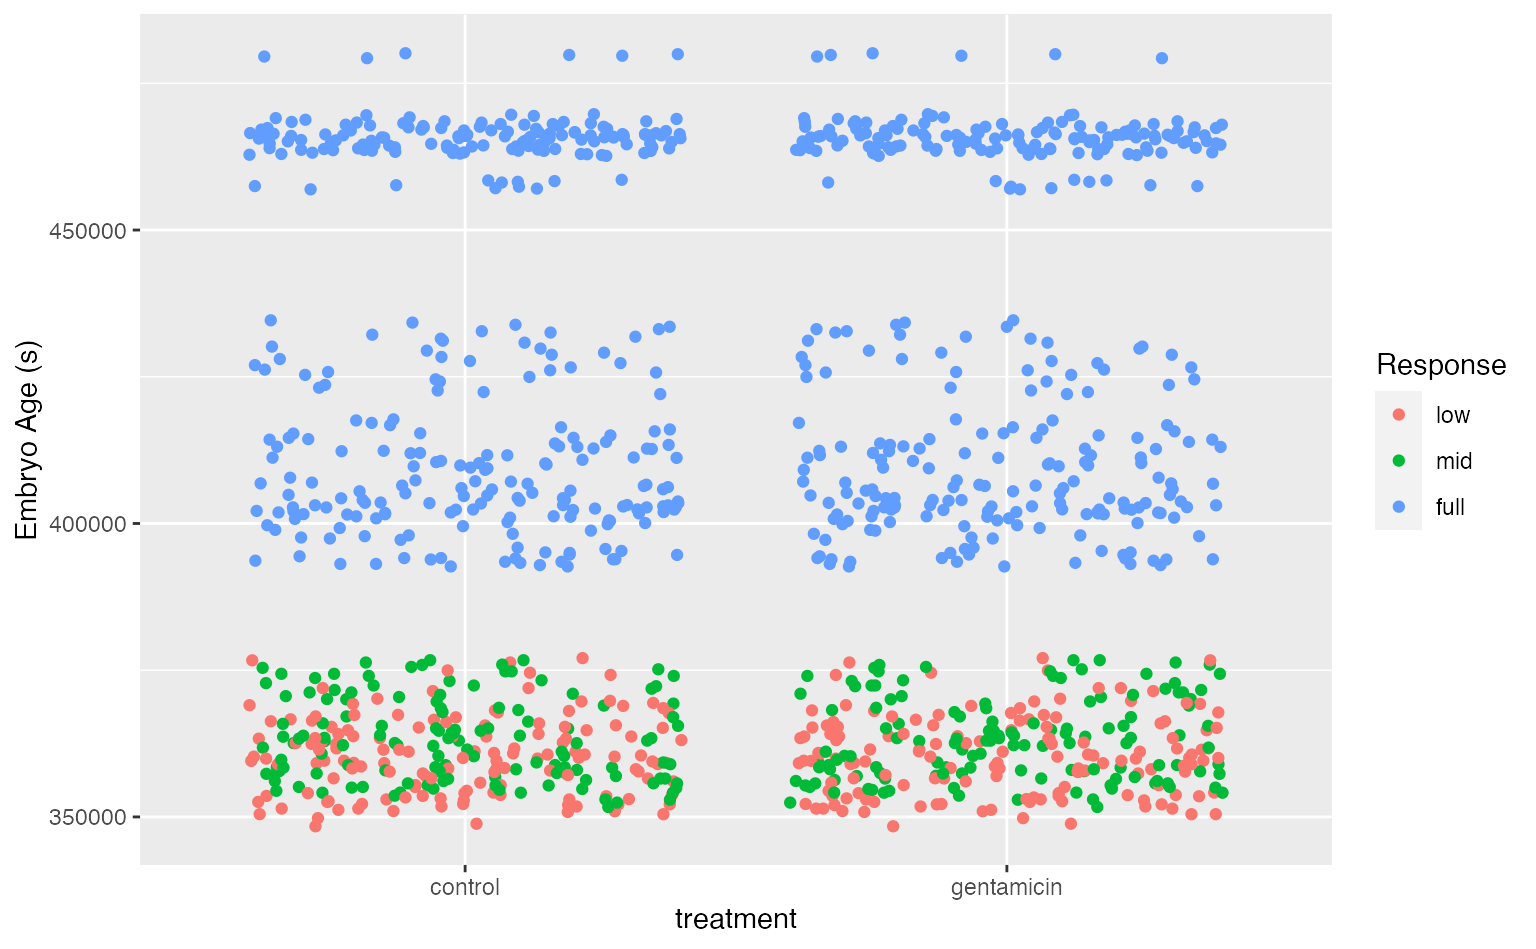 Embryo Age (s)
450000
400000
350000
control
gentamicin
treatment
Response
low
mid
full